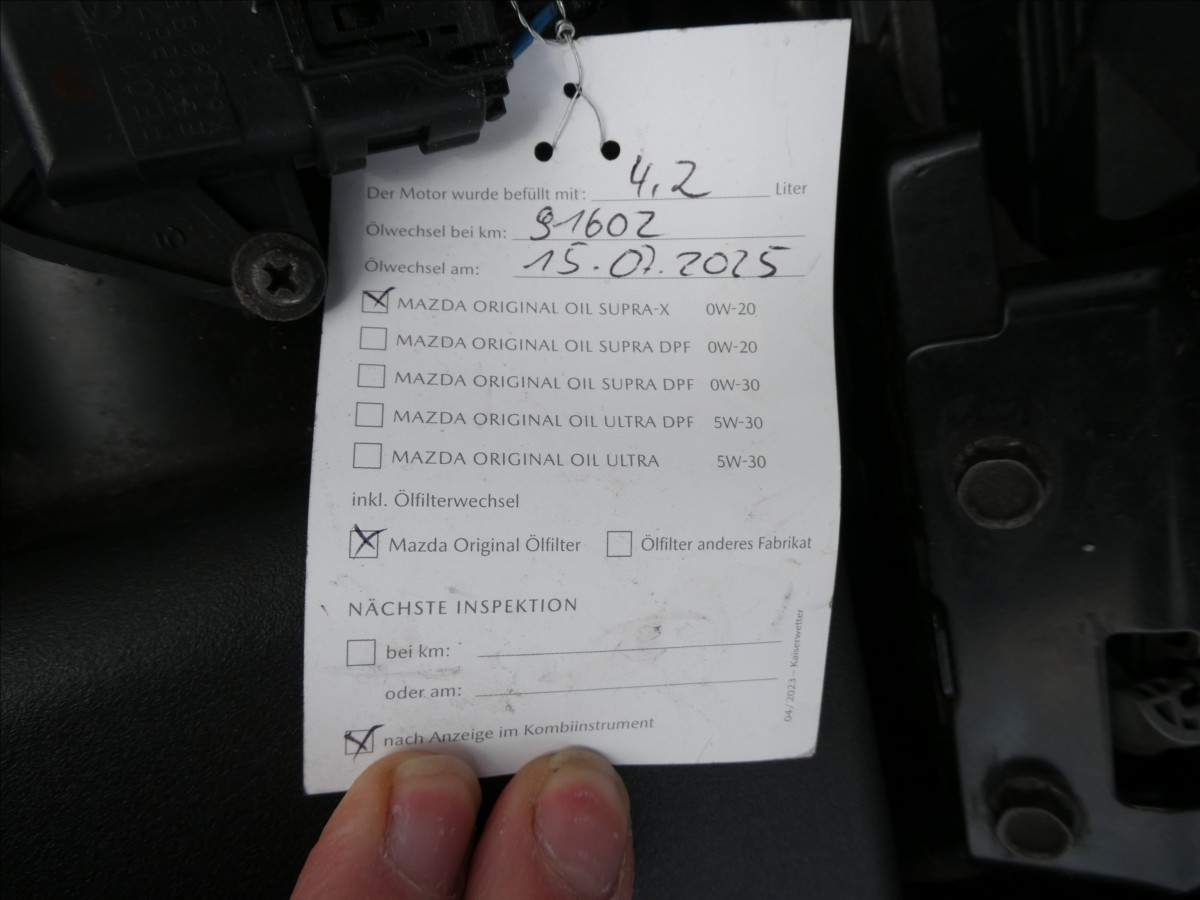 Der Motor wurde befüllt mit: 4,2 Liter
Ölwechsel bei km: 91602
Ölwechsel am: 15.07.2025
MAZDA ORIGINAL OIL SUPRA-X 0W-20
MAZDA ORIGINAL OIL SUPRA DPF 0W-20
MAZDA ORIGINAL OIL SUPRA DPF 0W-30
MAZDA ORIGINAL OIL ULTRA DPF 5W-30
MAZDA ORIGINAL OIL ULTRA 5W-30
inkl. Ölfilterwechsel
Mazda Original Ölfilter Ölfilter anderes Fabrikat
NÄCHSTE INSPEKTION
bei km:
oder am:
nach Anzeige im Kombiinstrument
04/2023 – Kaiserwetter